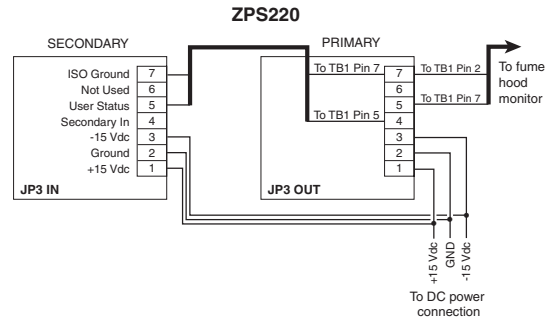 ZPS220
SECONDARY
PRIMARY
ISO Ground 7
Not Used 6
User Status 5
Secondary In 4
-15 Vdc 3
Ground 2
+15 Vdc 1
JP3 IN
To TB1 Pin 7
To TB1 Pin 5
7
6
5
4
3
2
1
JP3 OUT
To TB1 Pin 2
To TB1 Pin 7
To fume
hood
monitor
+15 Vdc
GND
-15 Vdc
To DC power
connection